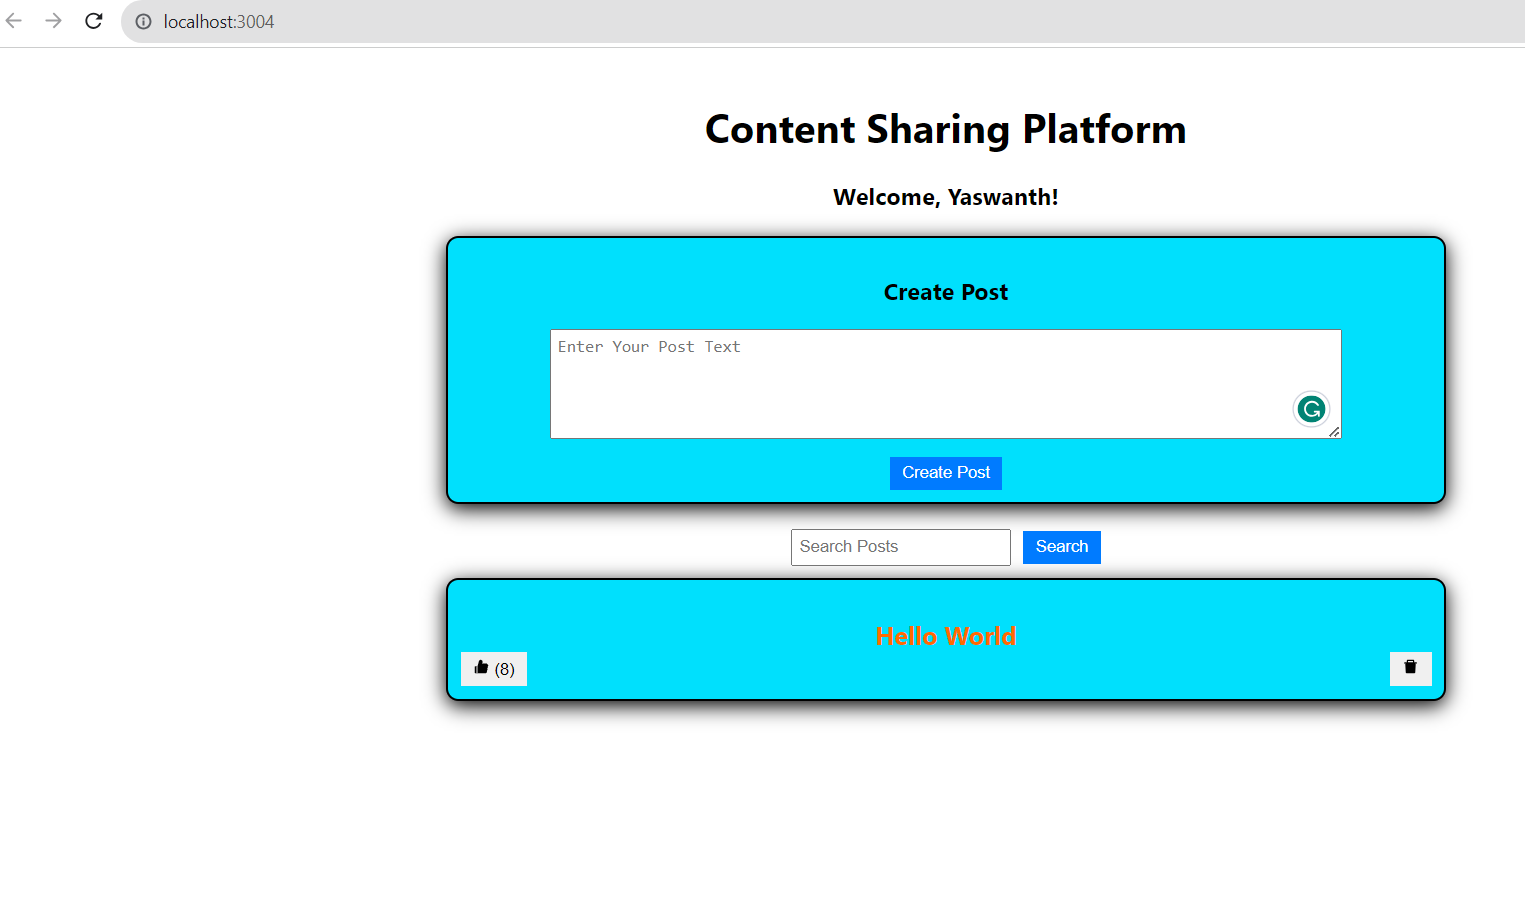 localhost:3004
Content Sharing Platform
Welcome, Yaswanth!
Create Post
Enter Your Post Text
Create Post
Search Posts Search
Hello World
(8)